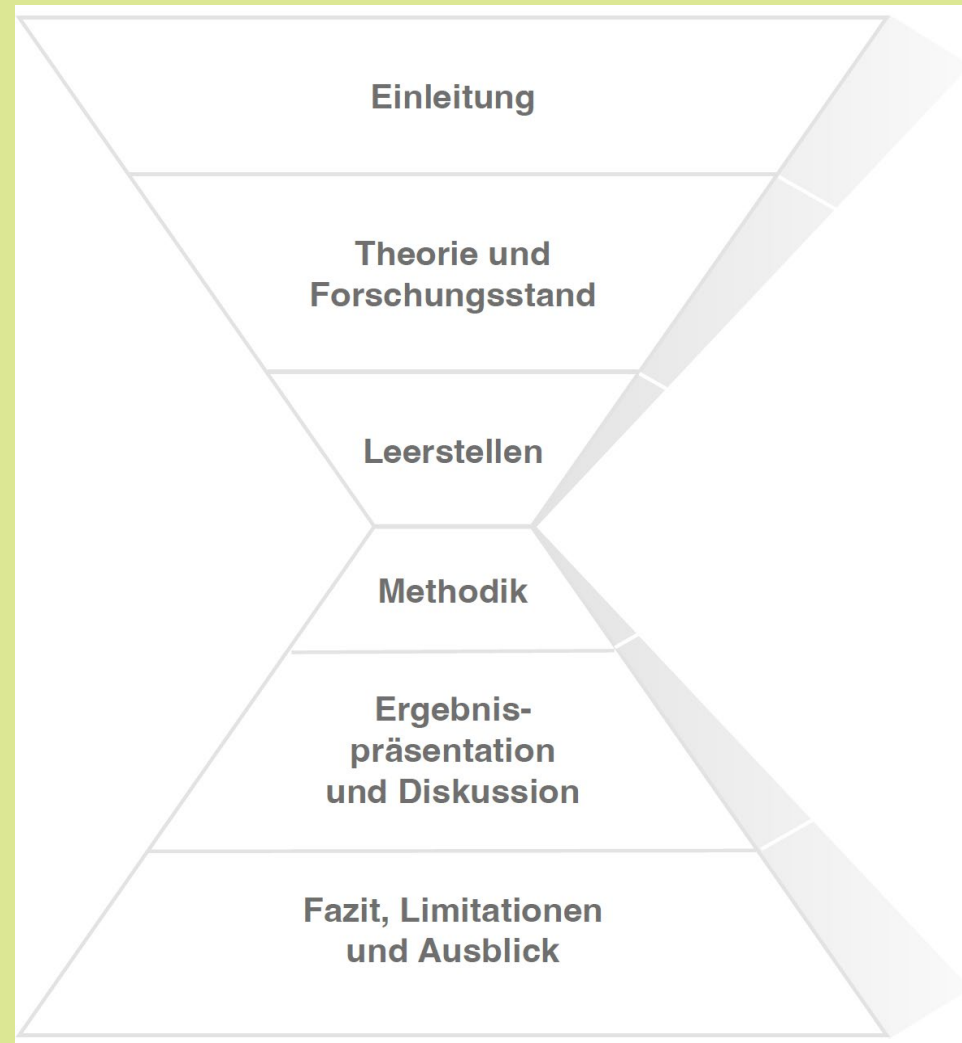 Einleitung
Theorie und
Forschungsstand
Leerstellen
Methodik
Ergebnis-
präsentation
und Diskussion
Fazit, Limitationen
und Ausblick